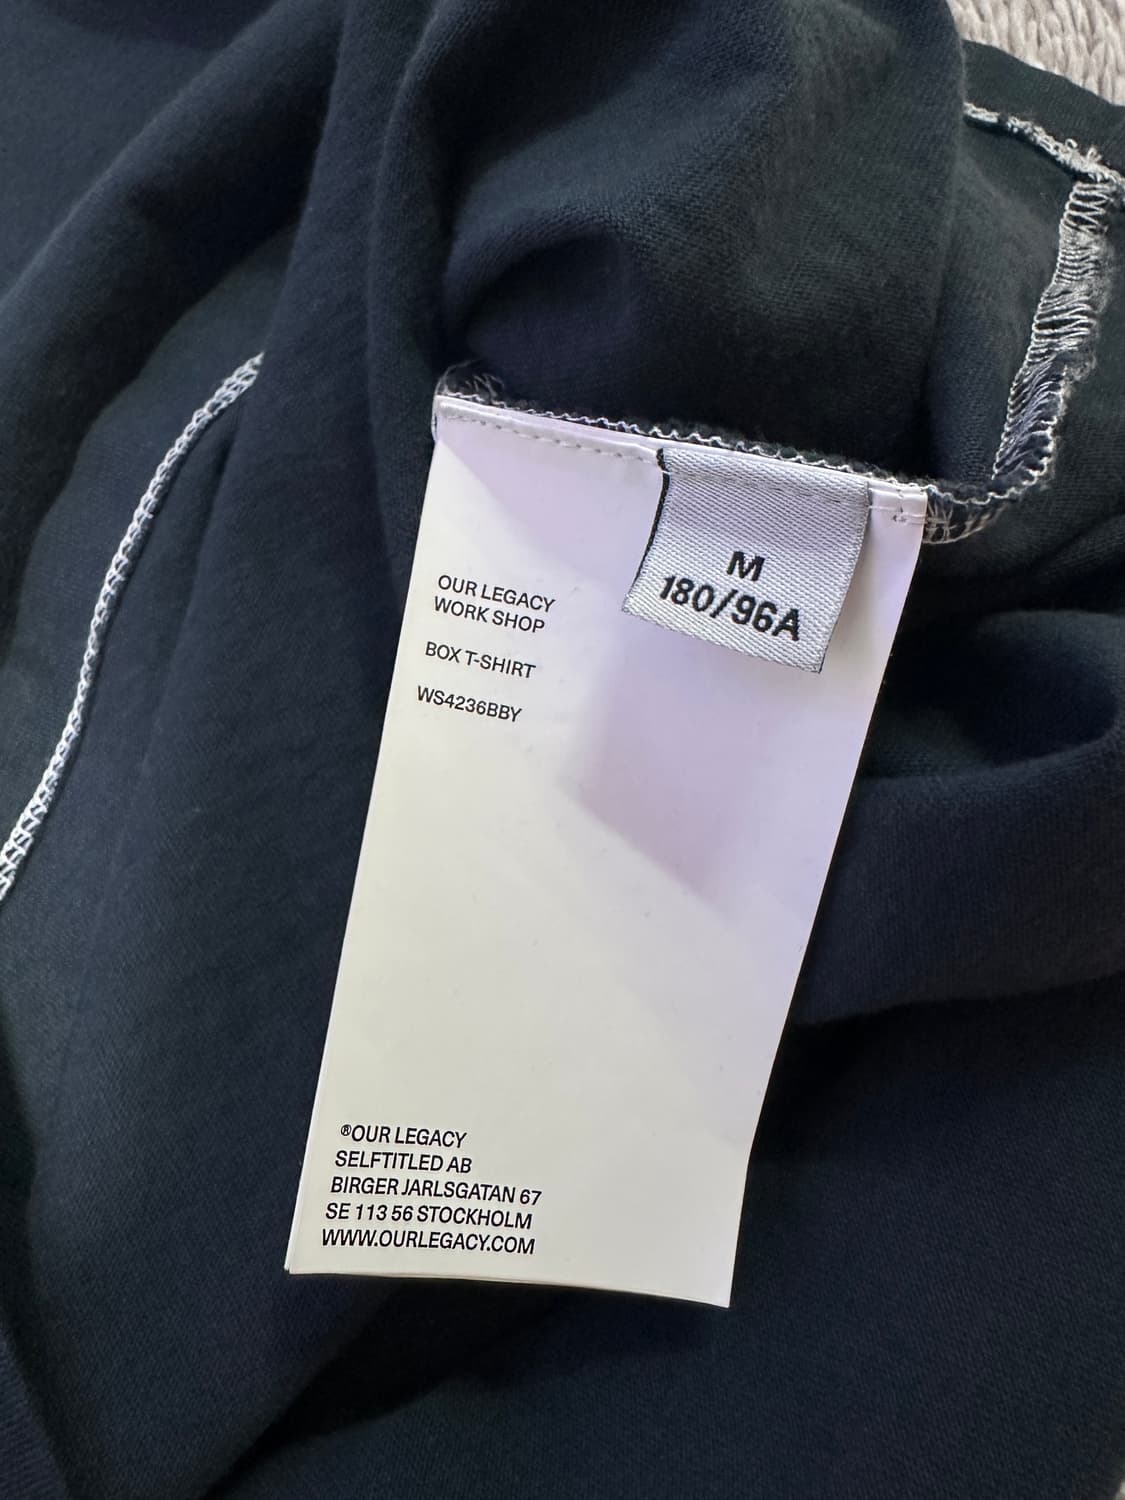 M
180/96A
OUR LEGACY
WORK SHOP
BOX T-SHIRT
WS4236BBY
®OUR LEGACY
SELFTITLED AB
BIRGER JARLSGATAN 67
SE 113 56 STOCKHOLM
WWW.OURLEGACY.COM